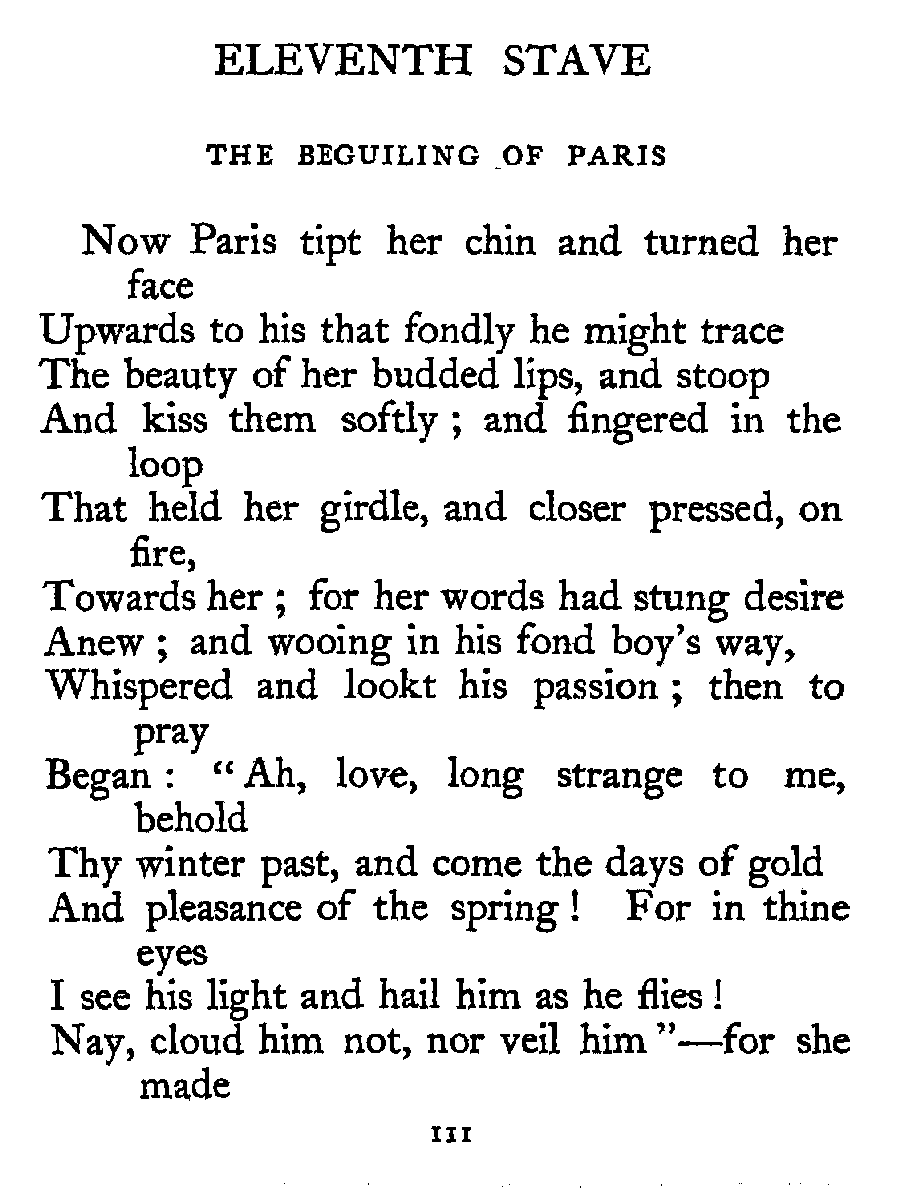 ELEVENTH STAVE
THE BEGUILING OF PARIS
Now Paris tipt her chin and turned her
face
Upwards to his that fondly he might trace
The beauty of her budded lips, and stoop
And kiss them softly ; and fingered in the
loop
That held her girdle, and closer pressed, on
fire,
Towards her ; for her words had stung desire
Anew ; and wooing in his fond boy's way,
Whispered and lookt his passion ; then to
pray
Began : “ Ah, love, long strange to me,
behold
Thy winter past, and come the days of gold
And pleasance of the spring ! For in thine
eyes
I see his light and hail him as he flies !
Nay, cloud him not, nor veil him ”—for she
made
111